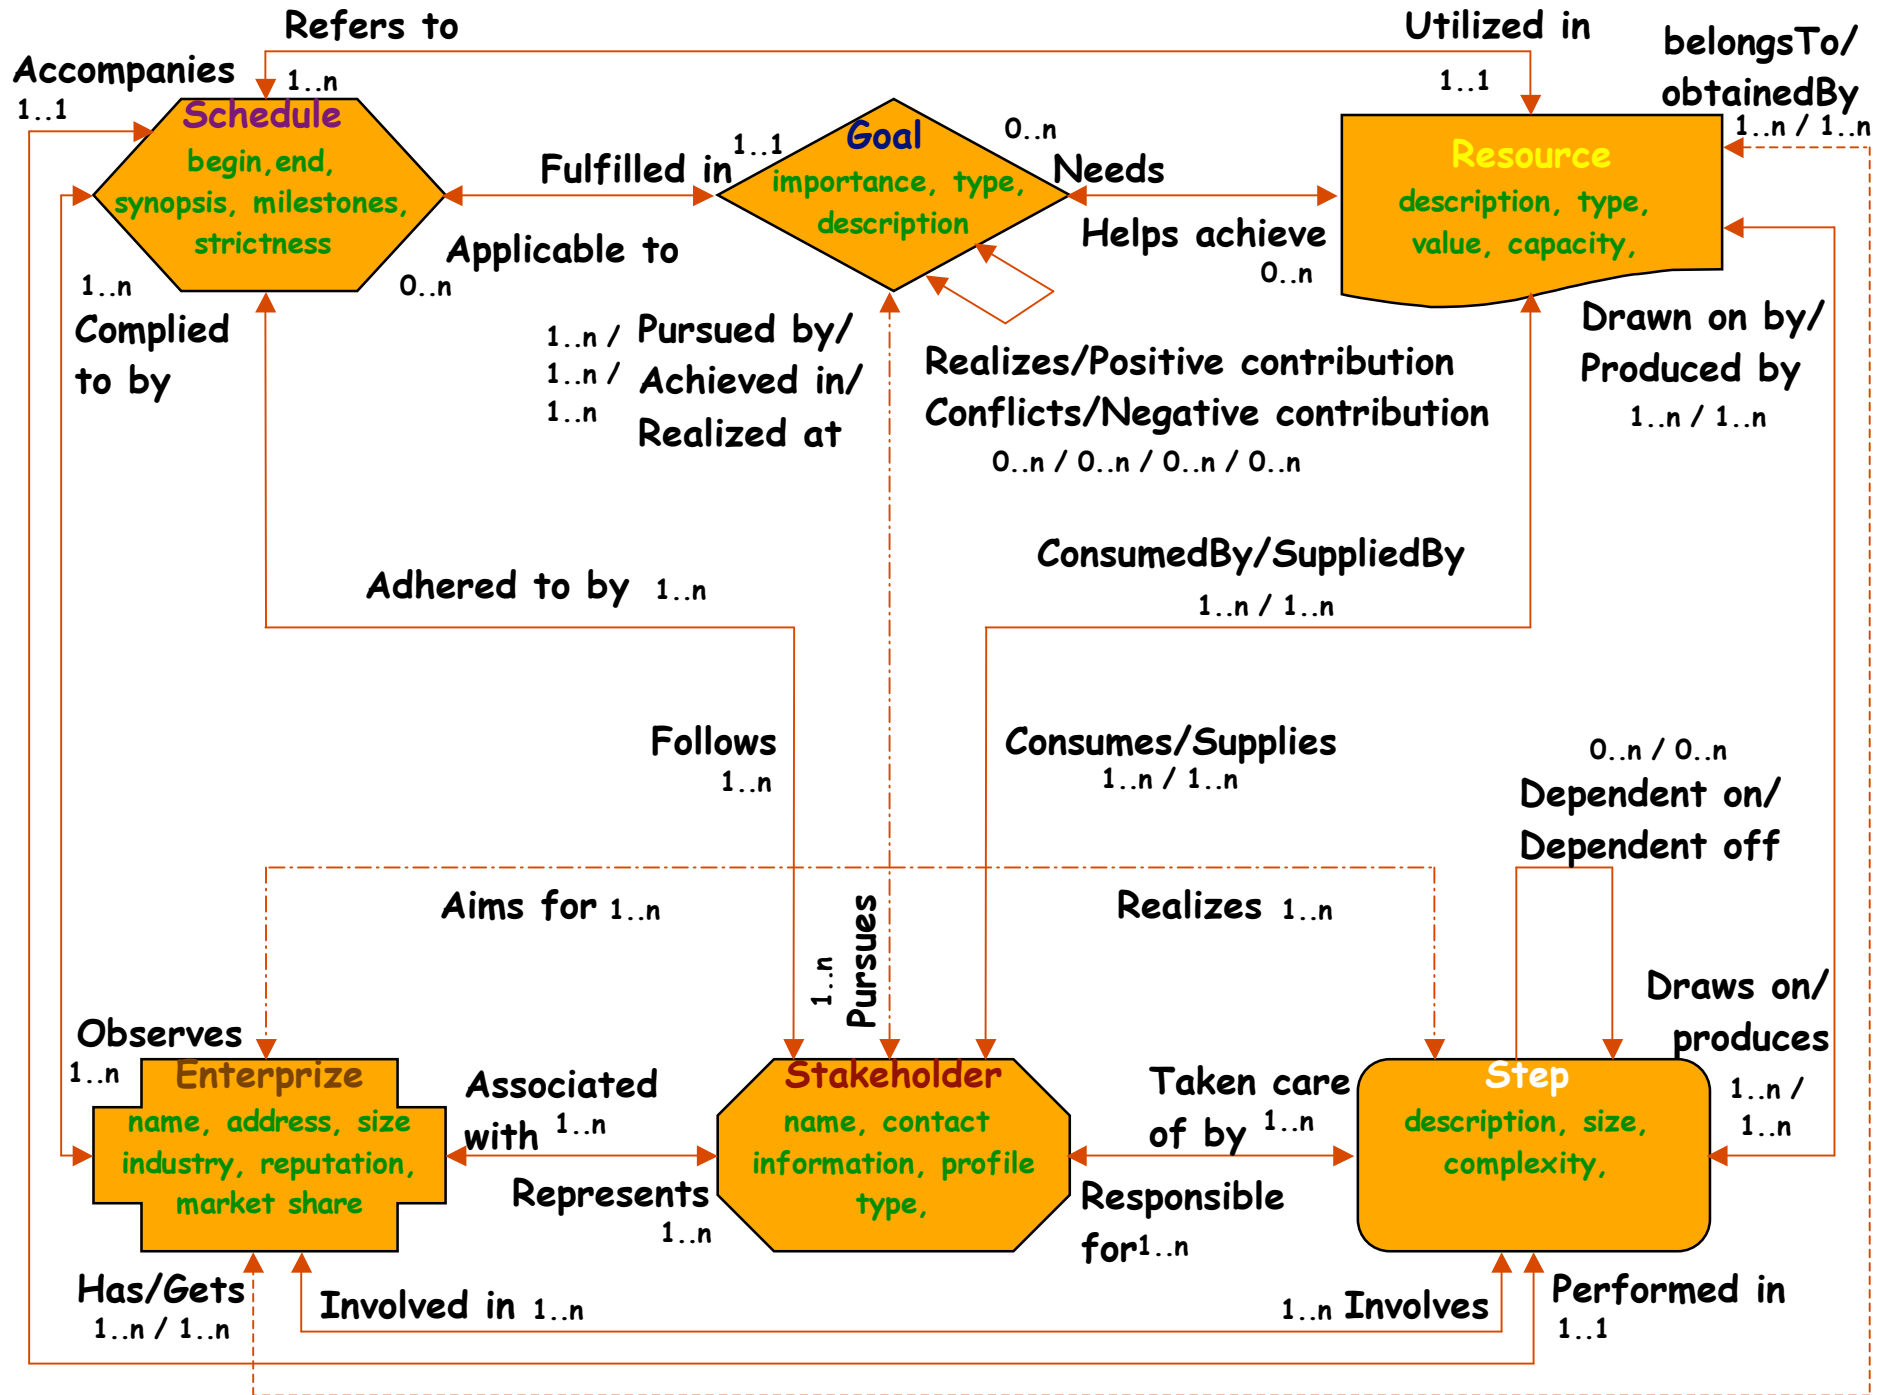 Refers to
Utilized in
belongsTo/
obtainedBy
1..n / 1..n
Accompanies
1..1
1..n
1..1
Schedule
begin,end,
synopsis, milestones,
strictness
Fulfilled in
1..1
Goal
importance, type,
description
0..n
Needs
Resource
description, type,
value, capacity,
Applicable to
0..n
Helps achieve
0..n
1..n
Complied
to by
1..n / Pursued by/
1..n / Achieved in/
1..n
Realized at
Realizes/Positive contribution
Conflicts/Negative contribution
0..n / 0..n / 0..n / 0..n
Drawn on by/
Produced by
1..n / 1..n
Adhered to by 1..n
ConsumedBy/SuppliedBy
1..n / 1..n
Follows
1..n
Consumes/Supplies
1..n / 1..n
0..n / 0..n
Dependent on/
Dependent off
Aims for 1..n
1..n
Pursues
Realizes 1..n
Draws on/
produces
1..n /
1..n
Observes
1..n
Enterprize
name, address, size
industry, reputation,
market share
Associated
with 1..n
Represents
1..n
Stakeholder
name, contact
information, profile
type,
Taken care
of by 1..n
Responsible
for1..n
Step
description, size,
complexity,
Has/Gets
1..n / 1..n
Involved in 1..n
1..n Involves
Performed in
1..1